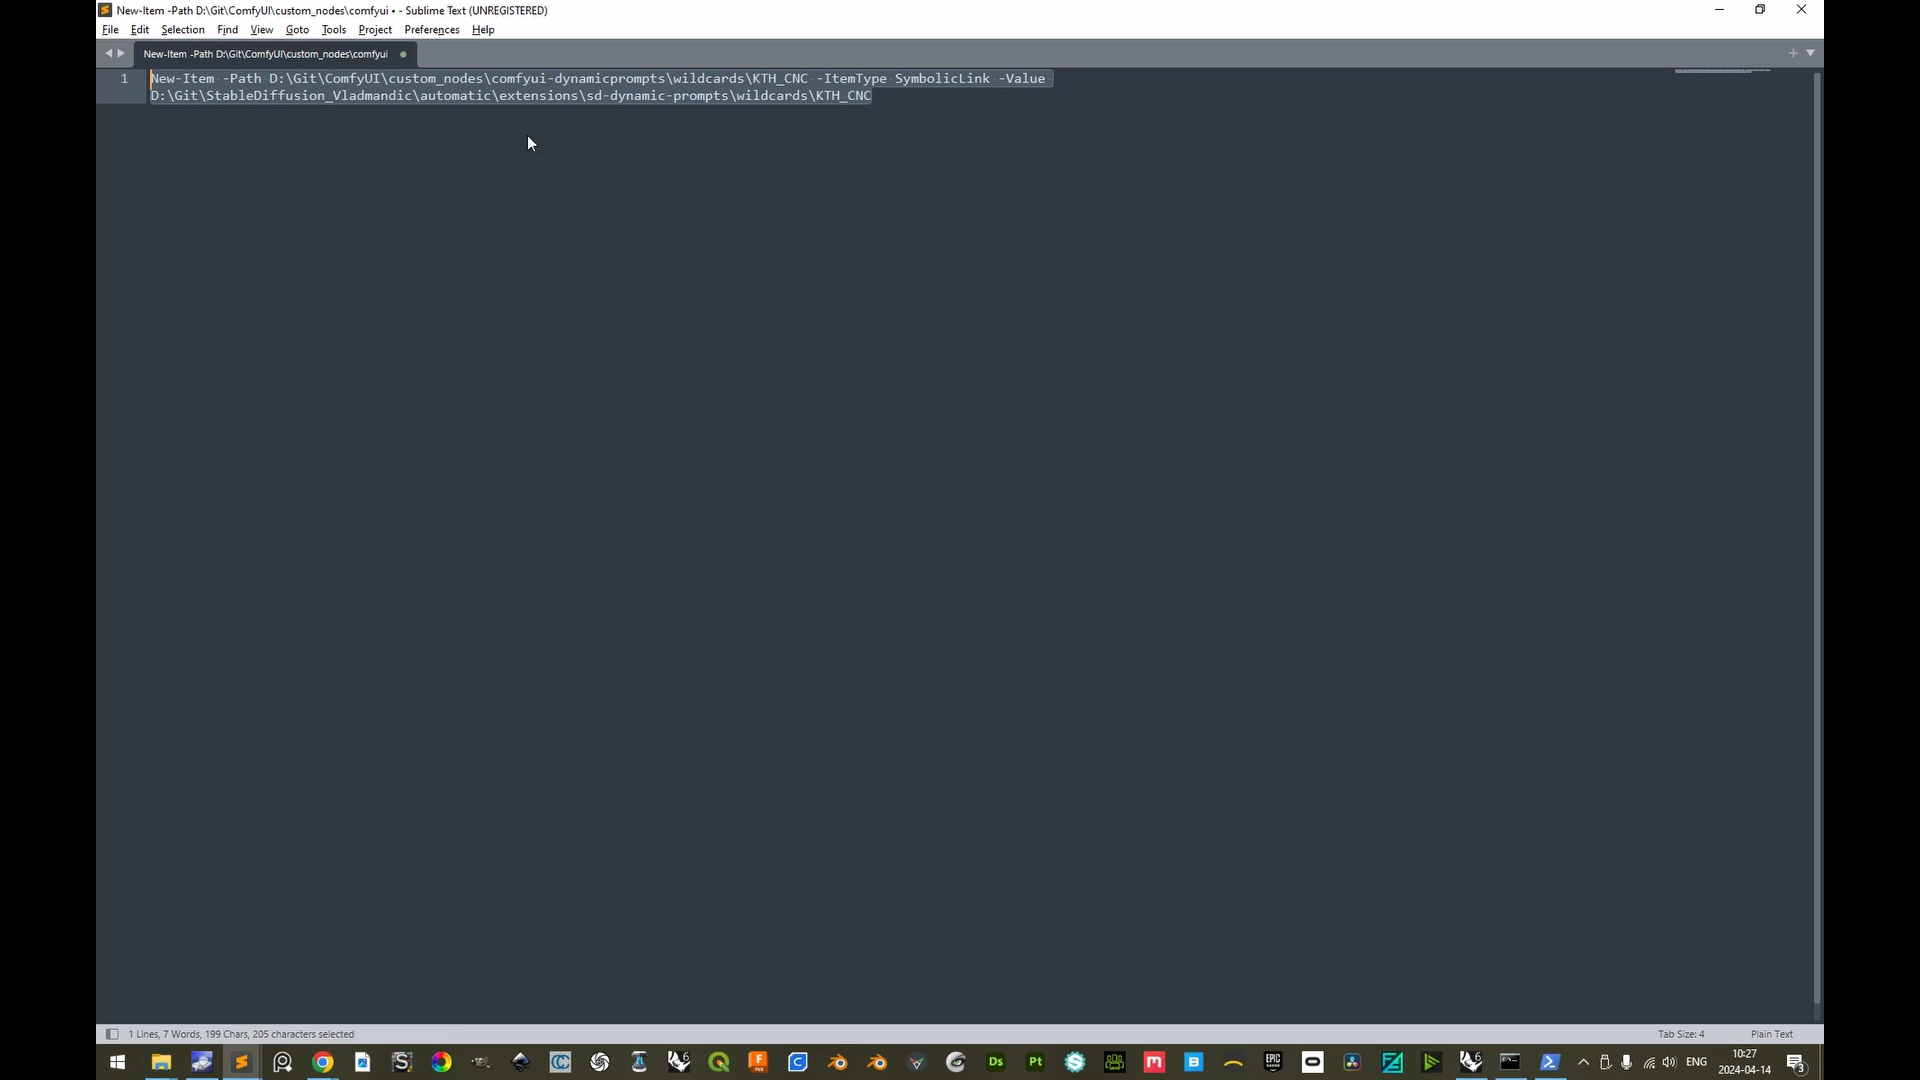 New-Item -Path D:\Git\ComfyUI\custom_nodes\comfyui • - Sublime Text (UNREGISTERED)
File Edit Selection Find View Goto Tools Project Preferences Help
New-Item -Path D:\Git\ComfyUI\custom_nodes\comfyui
1 New-Item -Path D:\Git\ComfyUI\custom_nodes\comfyui-dynamicprompts\wildcards\KTH_CNC -ItemType SymbolicLink -Value
D:\Git\StableDiffusion_Vladmandic\automatic\extensions\sd-dynamic-prompts\wildcards\KTH_CNC
1 Lines, 7 Words, 199 Chars, 205 characters selected
Tab Size: 4
Plain Text
Ds Pt
ENG
10:27
2024-04-14
3